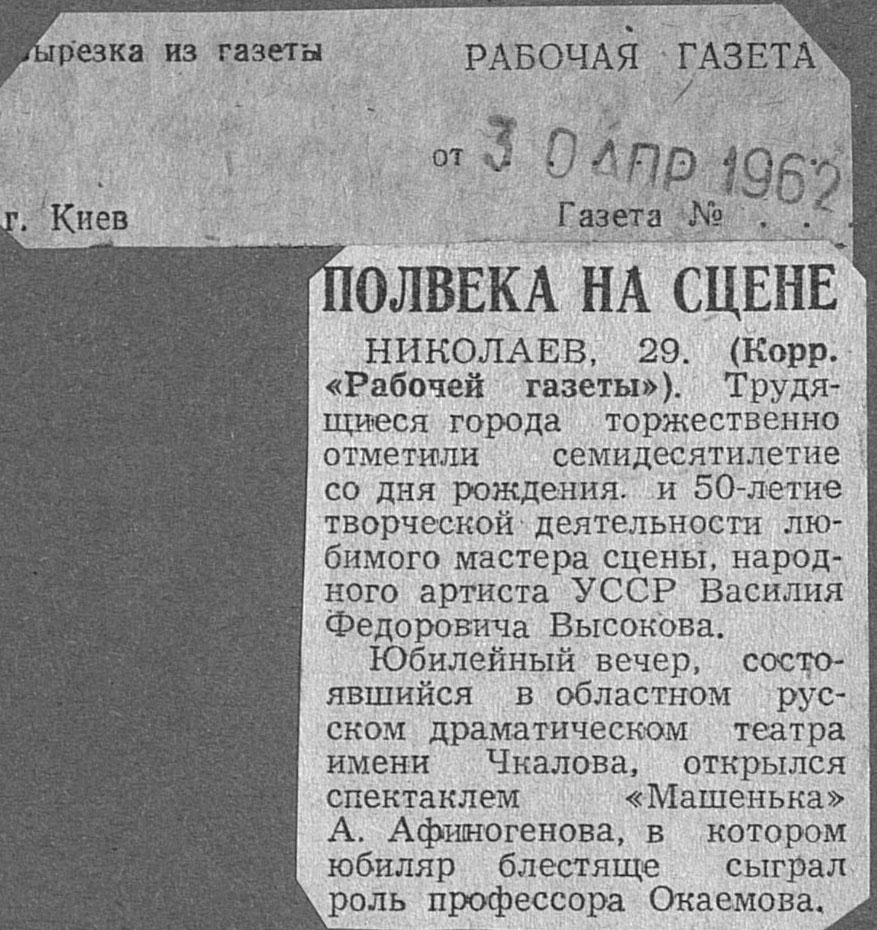 Вырезка из газеты РАБОЧАЯ ГАЗЕТА
от 30 АПР 1962
г. Киев Газета № . .
ПОЛВЕКА НА СЦЕНЕ
НИКОЛАЕВ, 29. (Корр.
«Рабочей газеты»). Трудя-
щиеся города торжественно
отметили семидесятилетие
со дня рождения. и 50-летие
творческой деятельности лю-
бимого мастера сцены, народ-
ного артиста УССР Василия
Федоровича Высокова.
Юбилейный вечер, состо-
явшийся в областном рус-
ском драматическом театра
имени Чкалова, открылся
спектаклем «Машенька»
А. Афиногенова, в котором
юбиляр блестяще сыграл
роль профессора Окаемова.